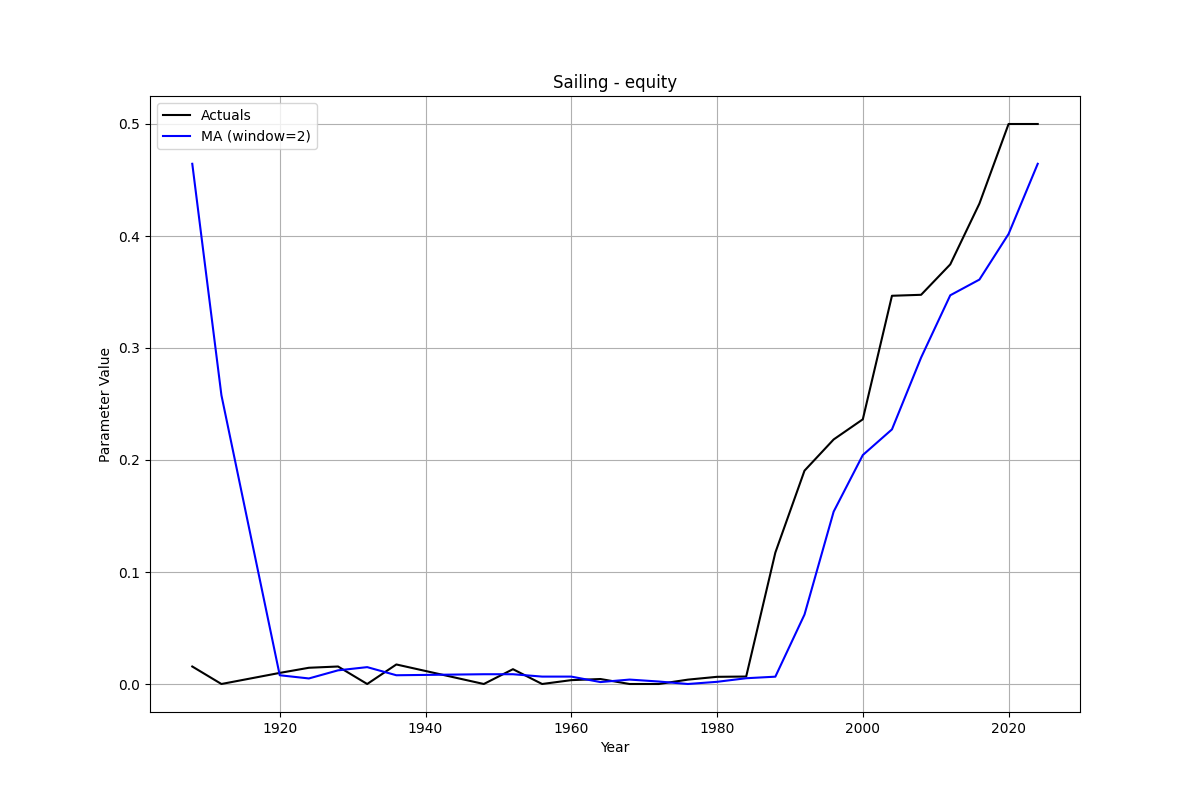 Sailing - equity
Actuals
MA (window=2)
0.5
0.4
0.3
0.2
0.1
0.0
Parameter Value
1920
1940
1960
1980
2000
2020
Year